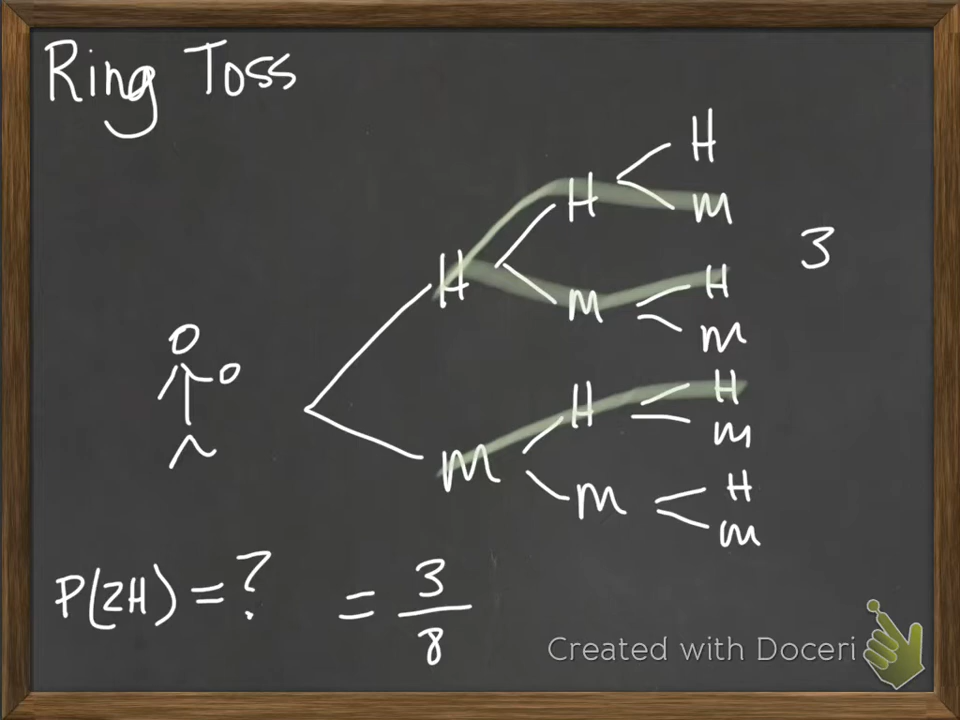 Ring Toss
H
H
m
3
H
H
m
H
m
H
H
m
M
m
H
m
P(2H) = ? = 3/8
Created with Doceri